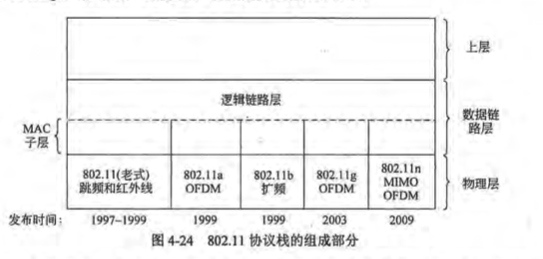 上层
逻辑链路层
数据链
路层
MAC
子层
802.11(老式)
跳频和红外线
802.11a
OFDM
802.11b
扩频
802.11g
OFDM
802.11n
MIMO
OFDM
物理层
发布时间: 1997-1999 1999 1999 2003 2009
图 4-24 802.11 协议栈的组成部分